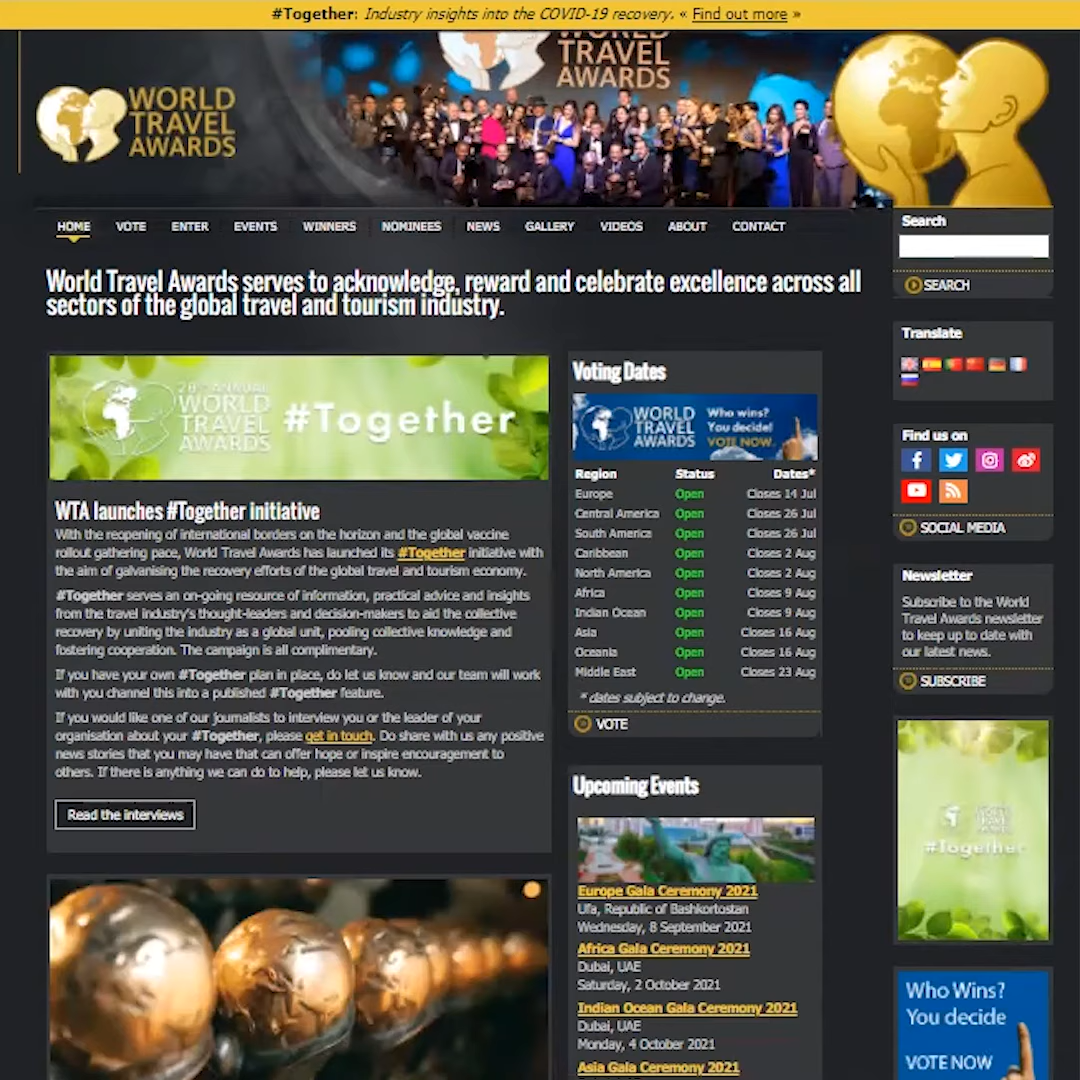 #Together: Industry insights into the COVID-19 recovery. « Find out more »
WORLD
TRAVEL
AWARDS
WORLD
TRAVEL
AWARDS
HOME VOTE ENTER EVENTS WINNERS NOMINEES NEWS GALLERY VIDEOS ABOUT CONTACT
World Travel Awards serves to acknowledge, reward and celebrate excellence across all
sectors of the global travel and tourism industry.
28TH ANNUAL
WORLD
TRAVEL
AWARDS
#Together
WTA launches #Together initiative
With the reopening of international borders on the horizon and the global vaccine
rollout gathering pace, World Travel Awards has launched its #Together initiative with
the aim of galvanising the recovery efforts of the global travel and tourism economy.
#Together serves an on-going resource of information, practical advice and insights
from the travel industry's thought-leaders and decision-makers to aid the collective
recovery by uniting the industry as a global unit, pooling collective knowledge and
fostering cooperation. The campaign is all complimentary.
If you have your own #Together plan in place, do let us know and our team will work
with you channel this into a published #Together feature.
If you would like one of our journalists to interview you or the leader of your
organisation about your #Together, please get in touch. Do share with us any positive
news stories that you may have that can offer hope or inspire encouragement to
others. If there is anything we can do to help, please let us know.
Read the interviews
Voting Dates
WORLD
TRAVEL
AWARDS
Who wins?
You decide!
VOTE NOW
Region Status Dates*
Europe Open Closes 14 Jul
Central America Open Closes 26 Jul
South America Open Closes 26 Jul
Caribbean Open Closes 2 Aug
North America Open Closes 2 Aug
Africa Open Closes 9 Aug
Indian Ocean Open Closes 9 Aug
Asia Open Closes 16 Aug
Oceania Open Closes 16 Aug
Middle East Open Closes 23 Aug
* dates subject to change.
VOTE
Upcoming Events
Europe Gala Ceremony 2021
Ufa, Republic of Bashkortostan
Wednesday, 8 September 2021
Africa Gala Ceremony 2021
Dubai, UAE
Saturday, 2 October 2021
Indian Ocean Gala Ceremony 2021
Dubai, UAE
Monday, 4 October 2021
Asia Gala Ceremony 2021
Search
SEARCH
Translate
Find us on
SOCIAL MEDIA
Newsletter
Subscribe to the World
Travel Awards newsletter
to keep up to date with
our latest news.
SUBSCRIBE
WORLD
TRAVEL
AWARDS
#Together
Who Wins?
You decide
VOTE NOW